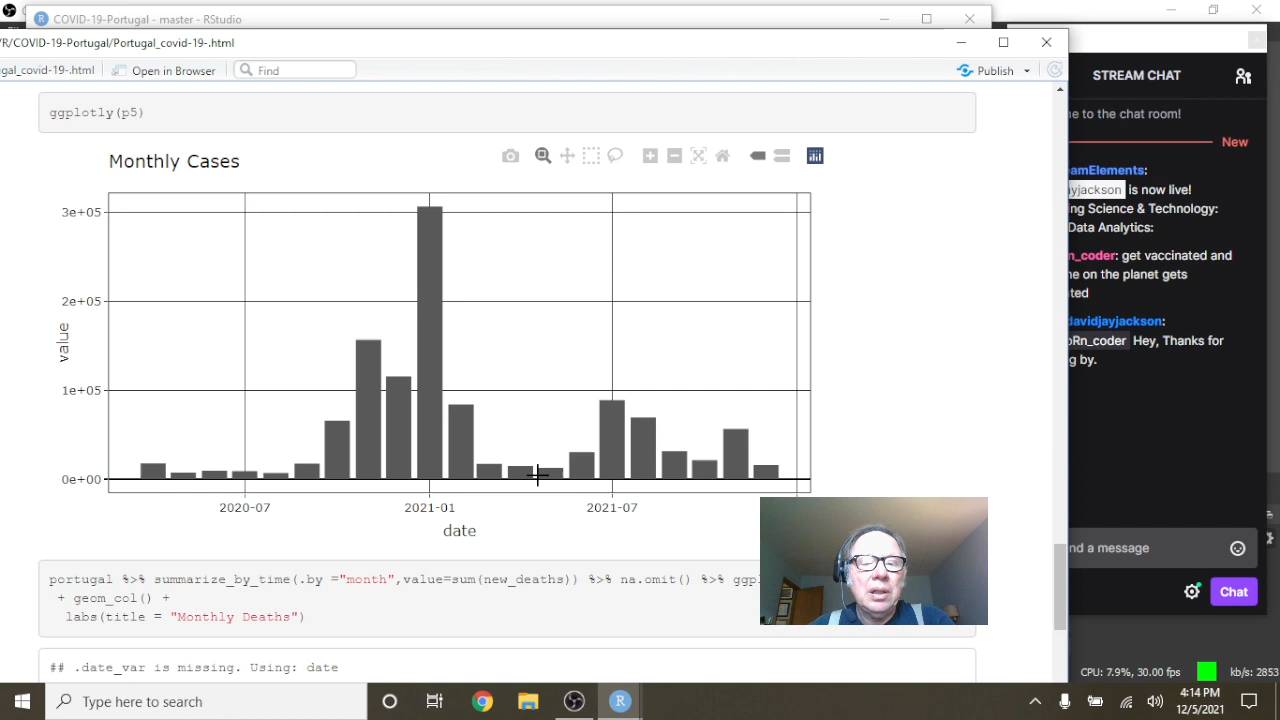 COVID-19-Portugal - master - RStudio
/R/COVID-19-Portugal/Portugal_covid-19-.html
gal_covid-19-.html
Open in Browser
Find
Publish
ggplotly(p5)
Monthly Cases
3e+05
2e+05
1e+05
0e+00
value
2020-07
2021-01
2021-07
date
portugal %>% summarize_by_time(.by ="month",value=sum(new_deaths)) %>% na.omit() %>% ggp
+ geom_col() +
labs(title = "Monthly Deaths")
## .date_var is missing. Using: date
STREAM CHAT
e to the chat room!
New
amElements:
yjackson is now live!
ng Science & Technology:
Data Analytics:
n_coder: get vaccinated and
ne on the planet gets
ted
davidjayjackson:
oRn_coder Hey, Thanks for
g by.
nd a message
Chat
CPU: 7.9%, 30.00 fps
kb/s: 2853
Type here to search
4:14 PM
12/5/2021